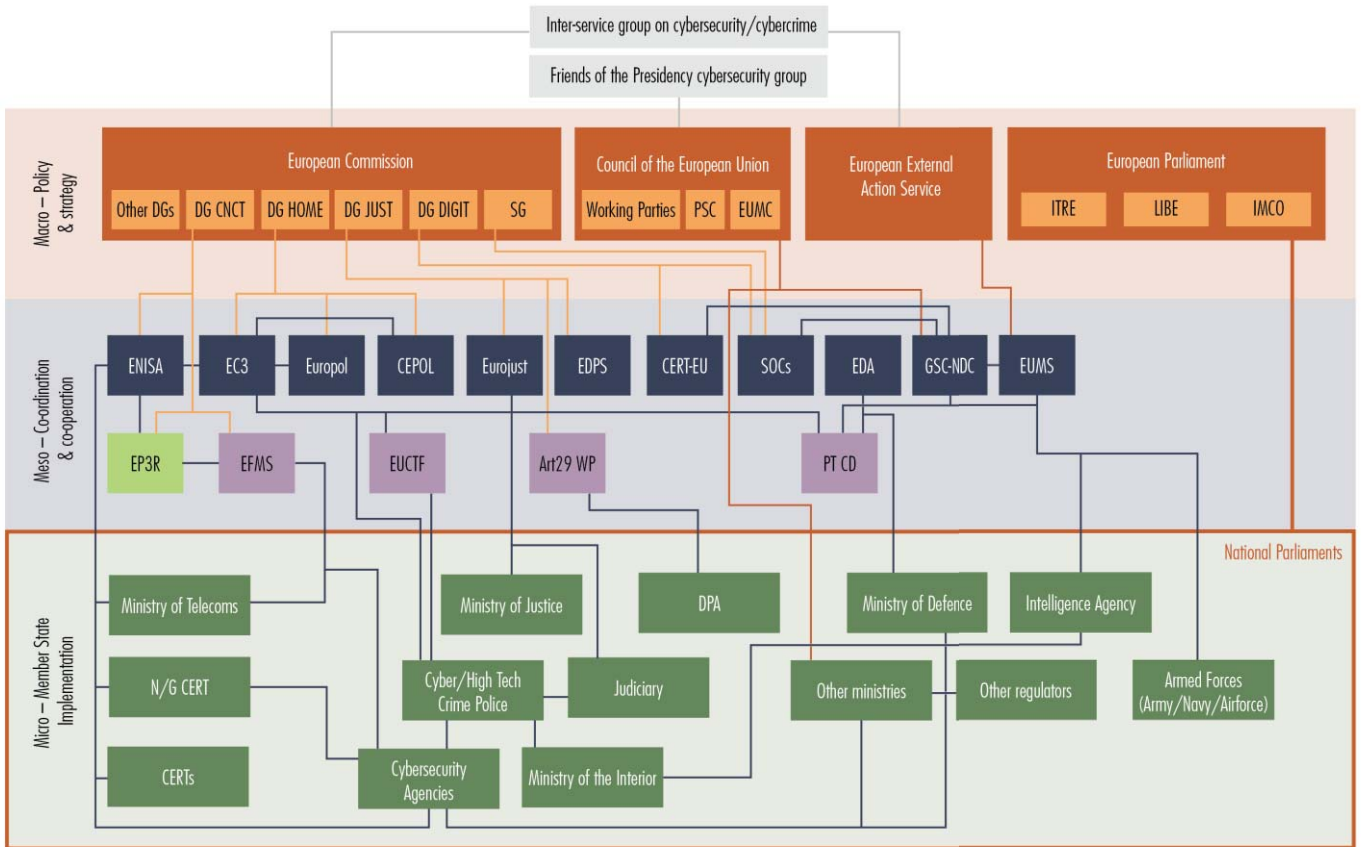 Inter-service group on cybersecurity/cybercrime
Friends of the Presidency cybersecurity group
Macro – Policy
& strategy
European Commission
Other DGs
DG CNCT
DG HOME
DG JUST
DG DIGIT
SG
Council of the European Union
Working Parties
PSC
EUMC
European External
Action Service
European Parliament
ITRE
LIBE
IMCO
Meso – Co-ordination
& co-operation
ENISA
EC3
Europol
CEPOL
Eurojust
EDPS
CERT-EU
SOCs
EDA
GSC-NDC
EUMS
EP3R
EFMS
EUCTF
Art29 WP
PT CD
National Parliaments
Micro – Member State
Implementation
Ministry of Telecoms
Ministry of Justice
DPA
Ministry of Defence
Intelligence Agency
N/G CERT
Cyber/High Tech
Crime Police
Judiciary
Other ministries
Other regulators
Armed Forces
(Army/Navy/Airforce)
CERTs
Cybersecurity
Agencies
Ministry of the Interior